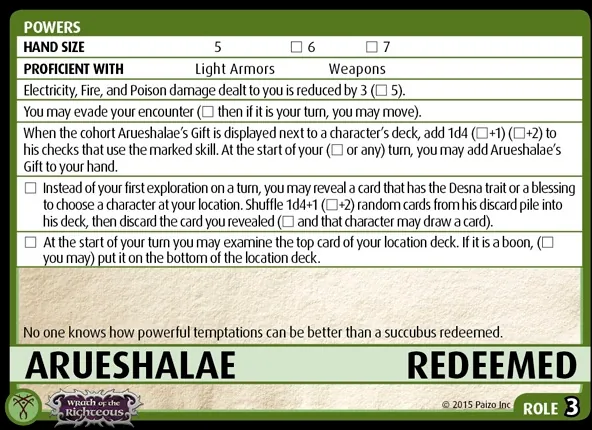 POWERS
HAND SIZE 5 □ 6 □ 7
PROFICIENT WITH Light Armors Weapons
Electricity, Fire, and Poison damage dealt to you is reduced by 3 (□ 5).
You may evade your encounter (□ then if it is your turn, you may move).
When the cohort Arueshalae's Gift is displayed next to a character's deck, add 1d4 (□+1) (□+2) to
his checks that use the marked skill. At the start of your (□ or any) turn, you may add Arueshalae's
Gift to your hand.
□ Instead of your first exploration on a turn, you may reveal a card that has the Desna trait or a blessing
to choose a character at your location. Shuffle 1d4+1 (□+2) random cards from his discard pile into
his deck, then discard the card you revealed (□ and that character may draw a card).
□ At the start of your turn you may examine the top card of your location deck. If it is a boon, (□
you may) put it on the bottom of the location deck.
No one knows how powerful temptations can be better than a succubus redeemed.
ARUESHALAE REDEEMED
Wrath of the
Righteous
© 2015 Paizo Inc
ROLE 3